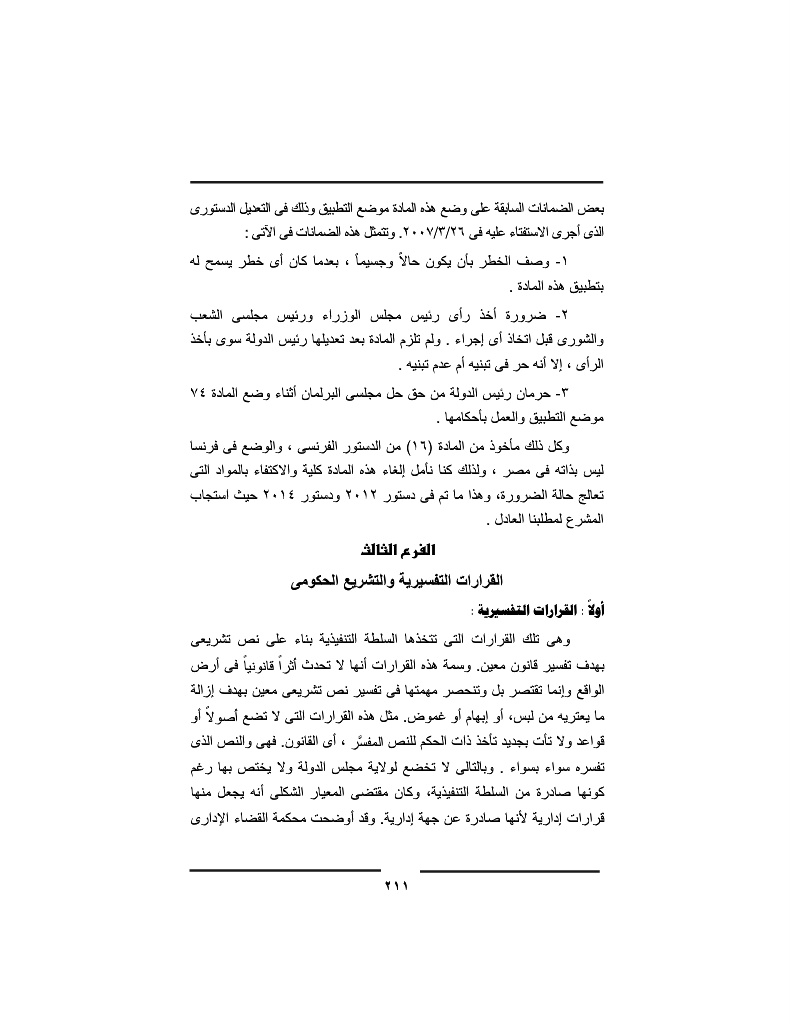 بعض الضمانات السابقة على وضع هذه المادة موضع التطبيق وذلك فى التعديل الدستورى
الذى أجرى الاستفتاء عليه فى ٢٠٠٧/٣/٢٦. وتتمثل هذه الضمانات فى الآتى :
١- وصف الخطر بأن يكون حالاً وجسيماً ، بعدما كان أى خطر يسمح له
بتطبيق هذه المادة .
٢- ضرورة أخذ رأى رئيس مجلس الوزراء ورئيس مجلسى الشعب
والشورى قبل اتخاذ أى إجراء . ولم تلزم المادة بعد تعديلها رئيس الدولة سوى بأخذ
الرأى ، إلا أنه حر فى تبنيه أم عدم تبنيه .
٣- حرمان رئيس الدولة من حق حل مجلسى البرلمان أثناء وضع المادة ٧٤
موضع التطبيق والعمل بأحكامها .
وكل ذلك مأخوذ من المادة (١٦) من الدستور الفرنسى ، والوضع فى فرنسا
ليس بذاته فى مصر ، ولذلك كنا نأمل إلغاء هذه المادة كلية والاكتفاء بالمواد التى
تعالج حالة الضرورة، وهذا ما تم فى دستور ٢٠١٢ ودستور ٢٠١٤ حيث استجاب
المشرع لمطلبنا العادل .
الفرع الثالث
القرارات التفسيرية والتشريع الحكومى
أولاً : القرارات التفسيرية :
وهى تلك القرارات التى تتخذها السلطة التنفيذية بناء على نص تشريعى
بهدف تفسير قانون معين. وسمة هذه القرارات أنها لا تحدث أثراً قانونياً فى أرض
الواقع وإنما تقتصر بل وتنحصر مهمتها فى تفسير نص تشريعى معين بهدف إزالة
ما يعتريه من لبس، أو إبهام أو غموض. مثل هذه القرارات التى لا تضع أصولاً أو
قواعد ولا تأت بجديد تأخذ ذات الحكم للنص المفسَّر ، أى القانون. فهى والنص الذى
تفسره سواء بسواء . وبالتالى لا تخضع لولاية مجلس الدولة ولا يختص بها رغم
كونها صادرة من السلطة التنفيذية، وكان مقتضى المعيار الشكلى أنه يجعل منها
قرارات إدارية لأنها صادرة عن جهة إدارية. وقد أوضحت محكمة القضاء الإدارى
٢١١